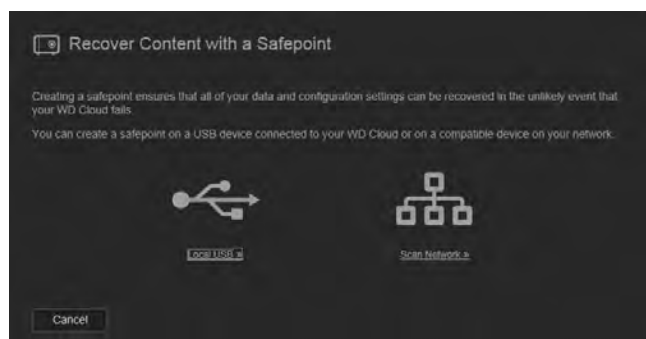 Recover Content with a Safepoint
Creating a safepoint ensures that all of your data and configuration settings can be recovered in the unlikely event that
your WD Cloud fails.
You can create a safepoint on a USB device connected to your WD Cloud or on a compatible device on your network.
Local USB »
Scan Network »
Cancel